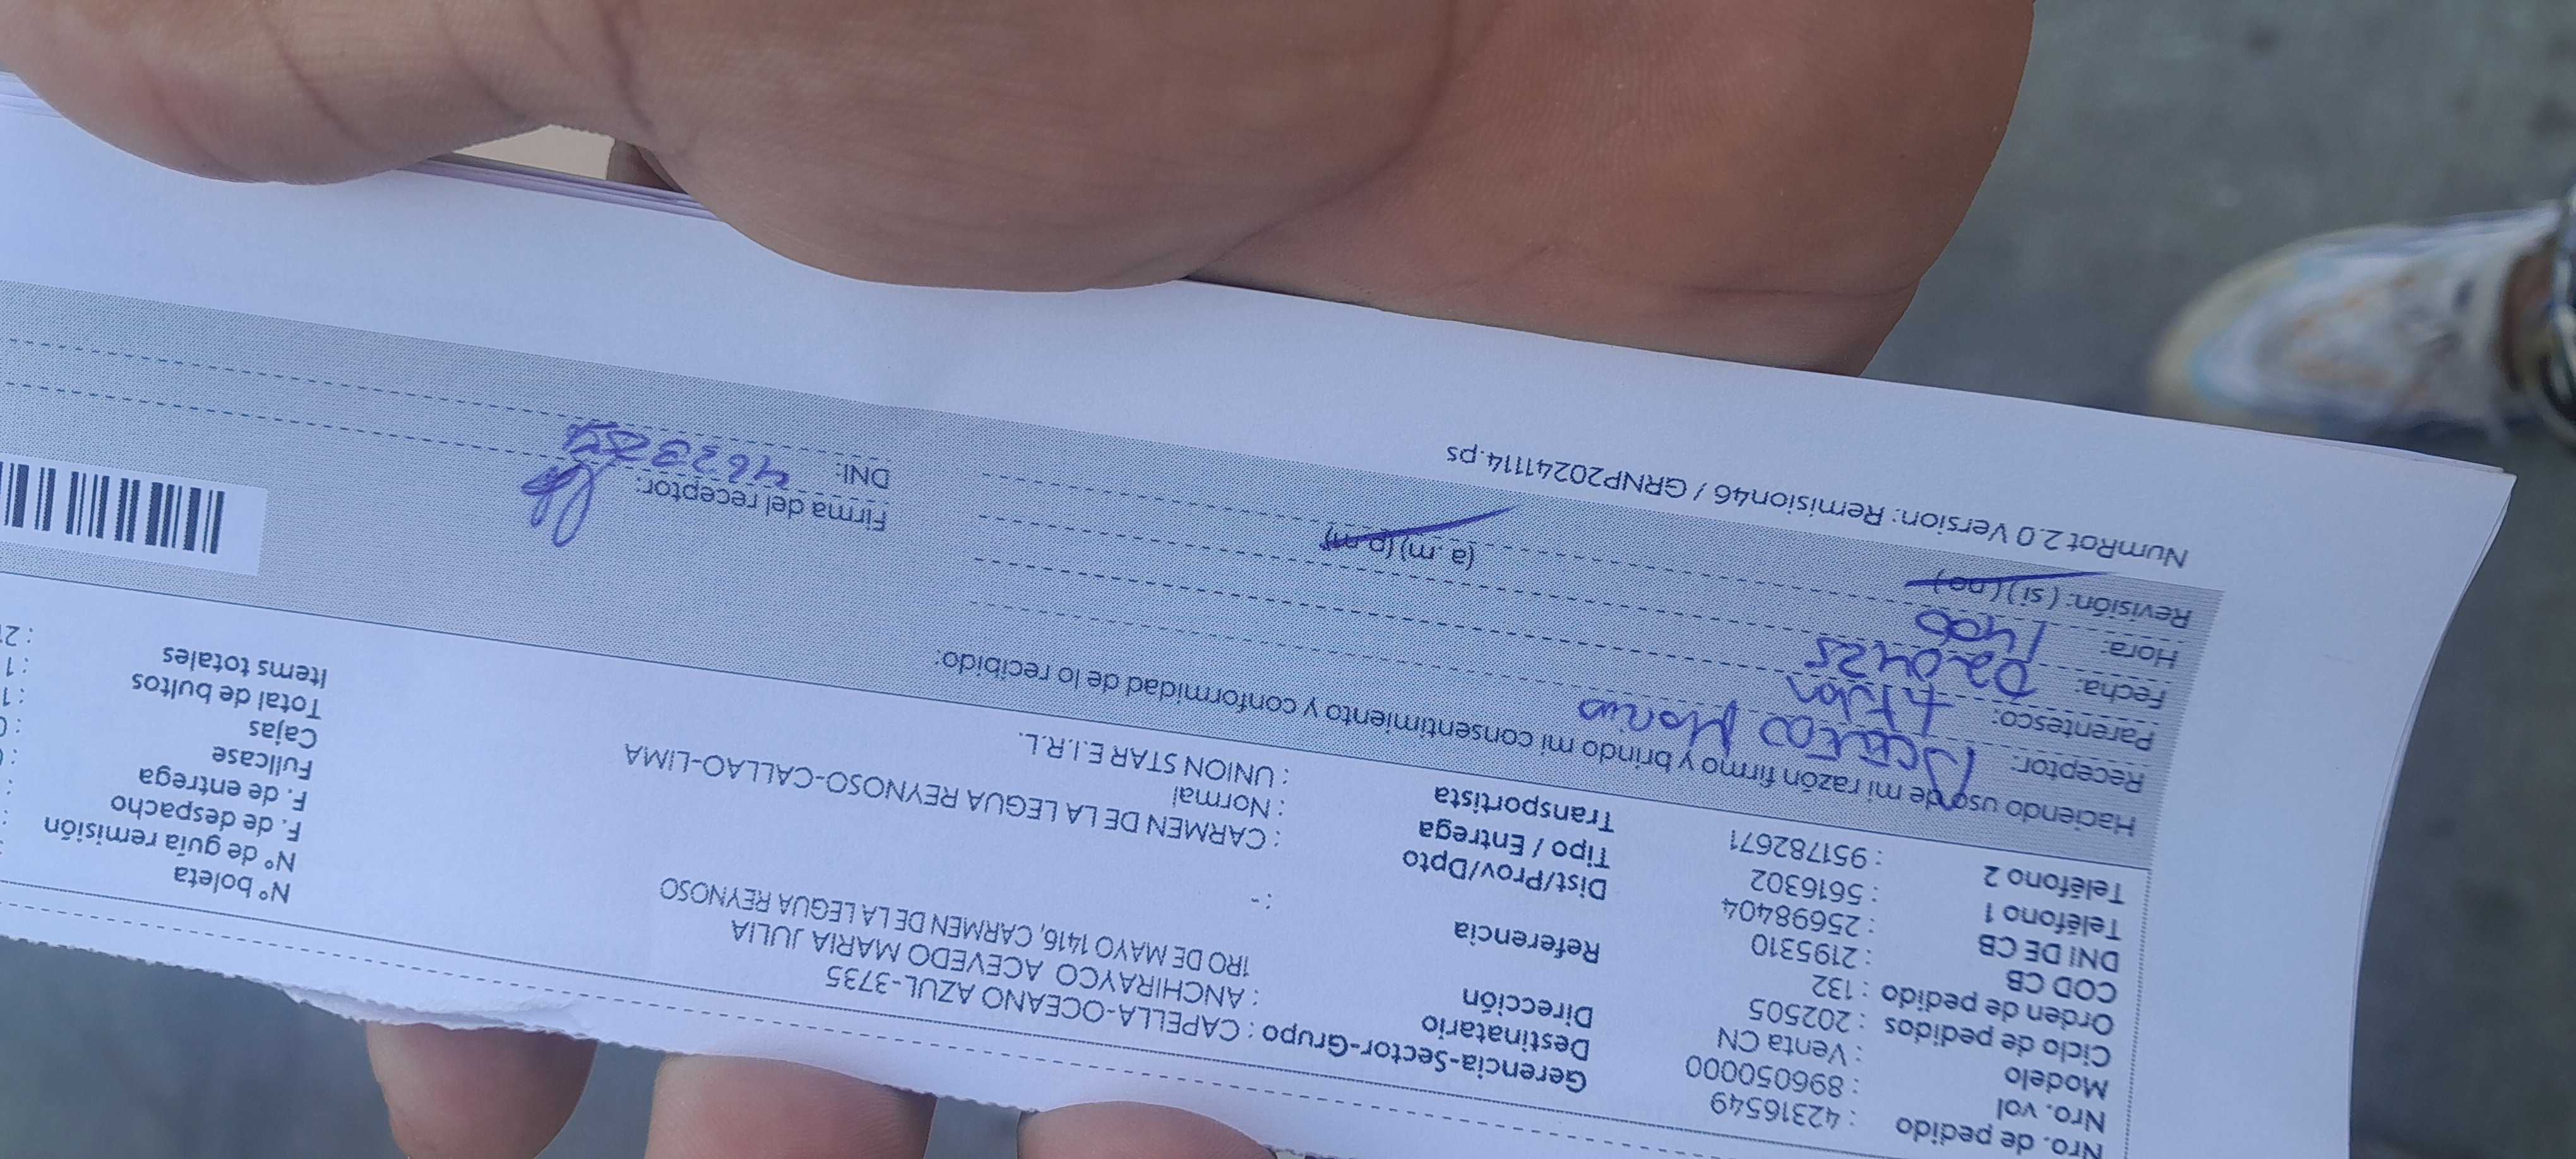 Nro. de pedido : 42316549
Nro. vol : 896050000
Modelo : Venta CN
Ciclo de pedidos : 202505
Orden de pedido : 132
COD CB : 2195310
DNI DE CB : 25698404
Teléfono 1 : 5616302
Teléfono 2 : 951782671
Gerencia-Sector-Grupo : CAPELLA-OCEANO AZUL-3735
Destinatario : ANCHIRAYCO ACEVEDO MARIA JULIA
Dirección 1RO DE MAYO 1416, CARMEN DE LA LEGUA REYNOSO
Referencia : -
Dist/Prov/Dpto : CARMEN DE LA LEGUA REYNOSO-CALLAO-LIMA
Tipo / Entrega : Normal
Transportista : UNION STAR E.I.R.L.
N° boleta
N° de guía remisión
F. de despacho
F. de entrega
Fullcase
Cajas
Total de bultos
Items totales
Haciendo uso de mi razón firmo y brindo mi consentimiento y conformidad de lo recibido:
Receptor:
Parentesco:
Fecha: 020425
Hora: 1400 (a .m) (p.m)
Revisión: ( si ) ( no )
Firma del receptor:
DNI:
NumRot 2.0 Version: Remision46 / GRNP20241114.ps